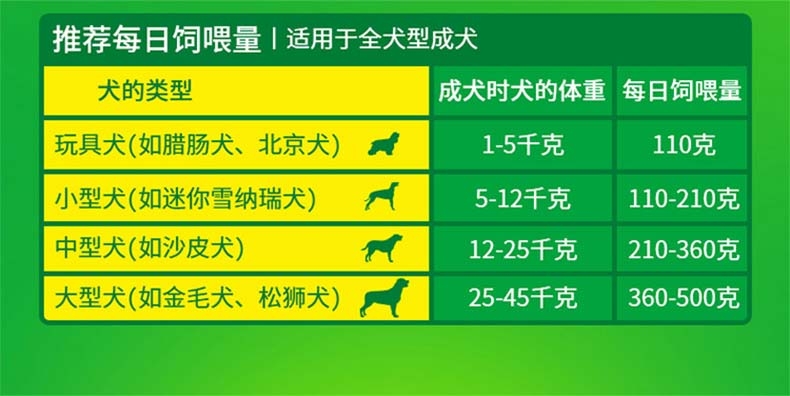 推荐每日饲喂量 | 适用于全犬型成犬
犬的类型 成犬时犬的体重 每日饲喂量
玩具犬(如腊肠犬、北京犬) 1-5千克 110克
小型犬(如迷你雪纳瑞犬) 5-12千克 110-210克
中型犬(如沙皮犬) 12-25千克 210-360克
大型犬(如金毛犬、松狮犬) 25-45千克 360-500克